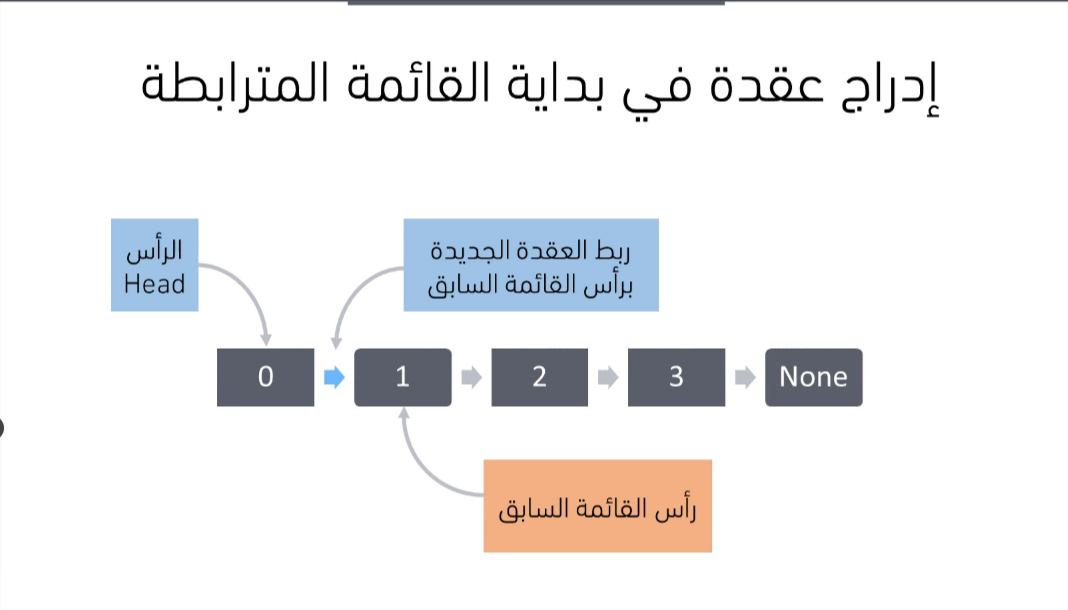 إدراج عقدة في بداية القائمة المترابطة
الرأس
Head
ربط العقدة الجديدة
برأس القائمة السابق
0
1
2
3
None
رأس القائمة السابق